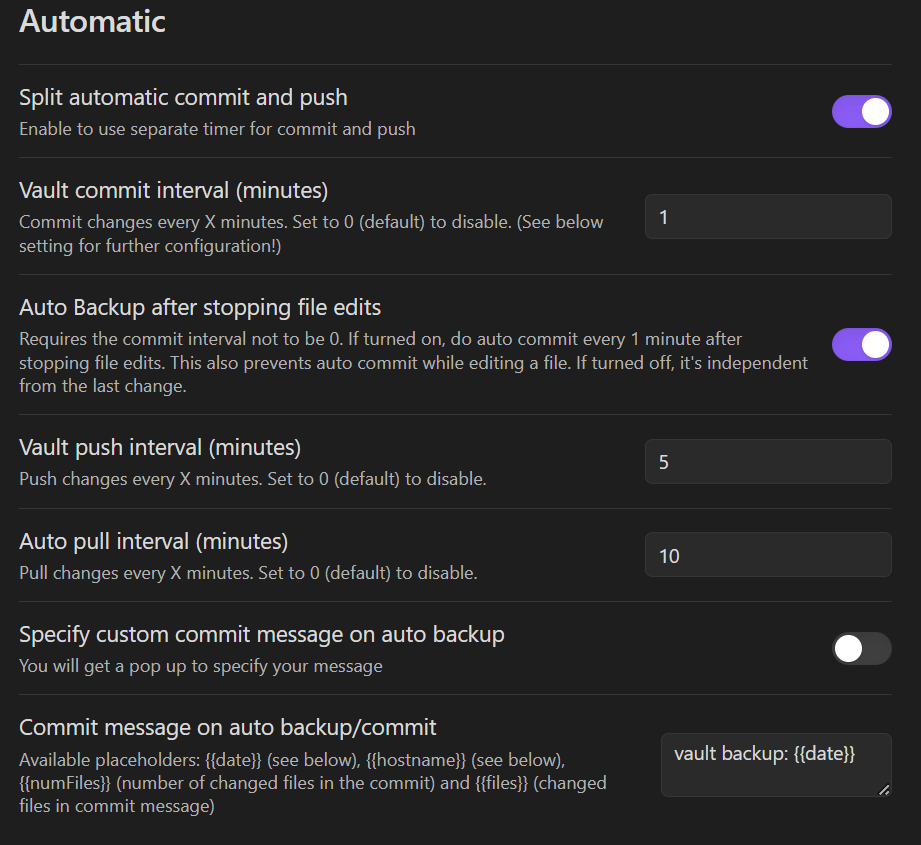 Automatic
Split automatic commit and push
Enable to use separate timer for commit and push
Vault commit interval (minutes)
Commit changes every X minutes. Set to 0 (default) to disable. (See below
setting for further configuration!)
1
Auto Backup after stopping file edits
Requires the commit interval not to be 0. If turned on, do auto commit every 1 minute after
stopping file edits. This also prevents auto commit while editing a file. If turned off, it's independent
from the last change.
Vault push interval (minutes)
Push changes every X minutes. Set to 0 (default) to disable.
5
Auto pull interval (minutes)
Pull changes every X minutes. Set to 0 (default) to disable.
10
Specify custom commit message on auto backup
You will get a pop up to specify your message
Commit message on auto backup/commit
Available placeholders: {{date}} (see below), {{hostname}} (see below),
{{numFiles}} (number of changed files in the commit) and {{files}} (changed
files in commit message)
vault backup: {{date}}